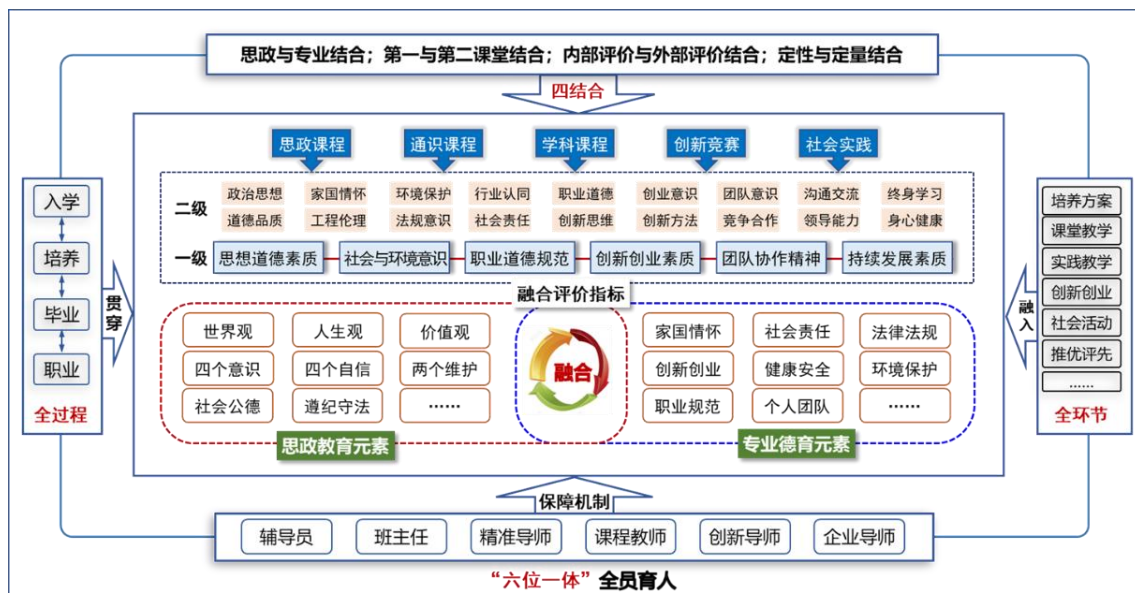 思政与专业结合；第一与第二课堂结合；内部评价与外部评价结合；定性与定量结合
四结合
思政课程 通识课程 学科课程 创新竞赛 社会实践
二级
政治思想 家国情怀 环境保护 行业认同 职业道德 创业意识 团队意识 沟通交流 终身学习
道德品质 工程伦理 法规意识 社会责任 创新思维 创新方法 竞争合作 领导能力 身心健康
一级 思想道德素质 社会与环境意识 职业道德规范 创新创业素质 团队协作精神 持续发展素质
融合评价指标
世界观 人生观 价值观
四个意识 四个自信 两个维护
社会公德 遵纪守法 ……
思政教育元素
融合
家国情怀 社会责任 法律法规
创新创业 健康安全 环境保护
职业规范 个人团队 ……
专业德育元素
入学
培养
毕业
职业
全过程
贯穿
培养方案
课堂教学
实践教学
创新创业
社会活动
推优评先
……
全环节
融入
保障机制
辅导员 班主任 精准导师 课程教师 创新导师 企业导师
“六位一体” 全员育人